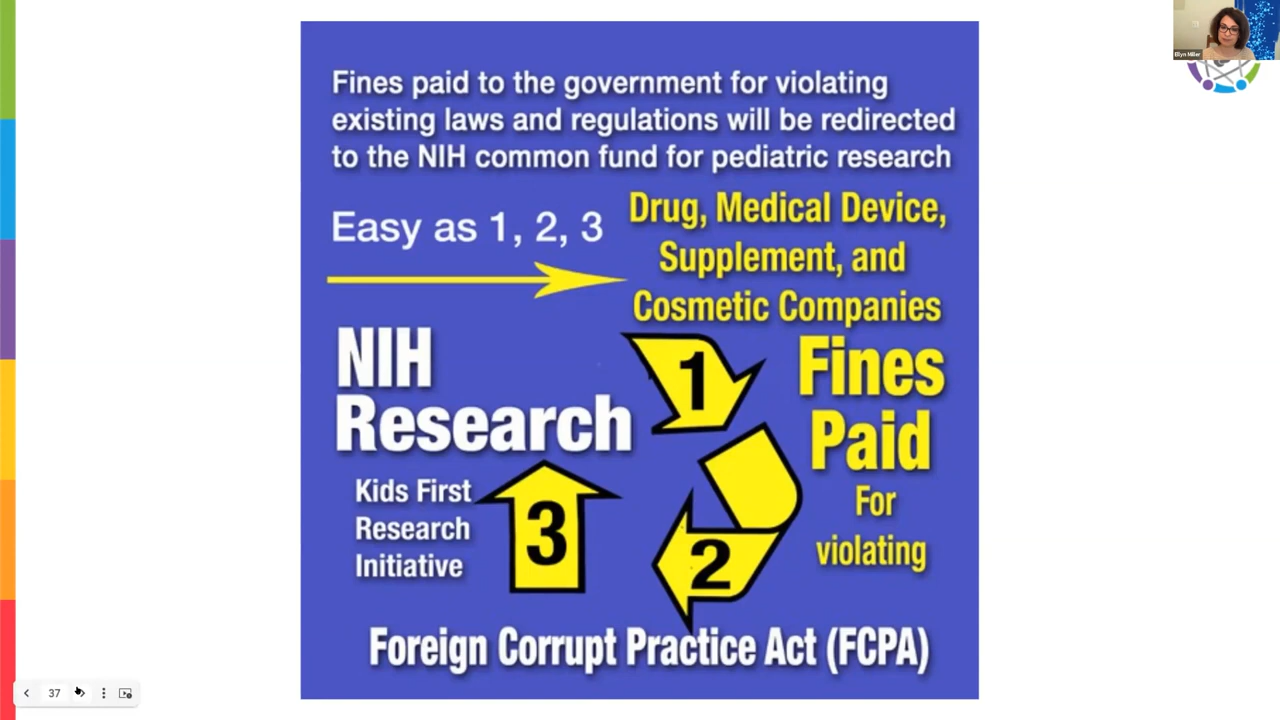 Fines paid to the government for violating
existing laws and regulations will be redirected
to the NIH common fund for pediatric research
Easy as 1, 2, 3
Drug, Medical Device,
Supplement, and
Cosmetic Companies
1
Fines
Paid
For
violating
2
Foreign Corrupt Practice Act (FCPA)
3
NIH
Research
Kids First
Research
Initiative
Ellyn Miller
37